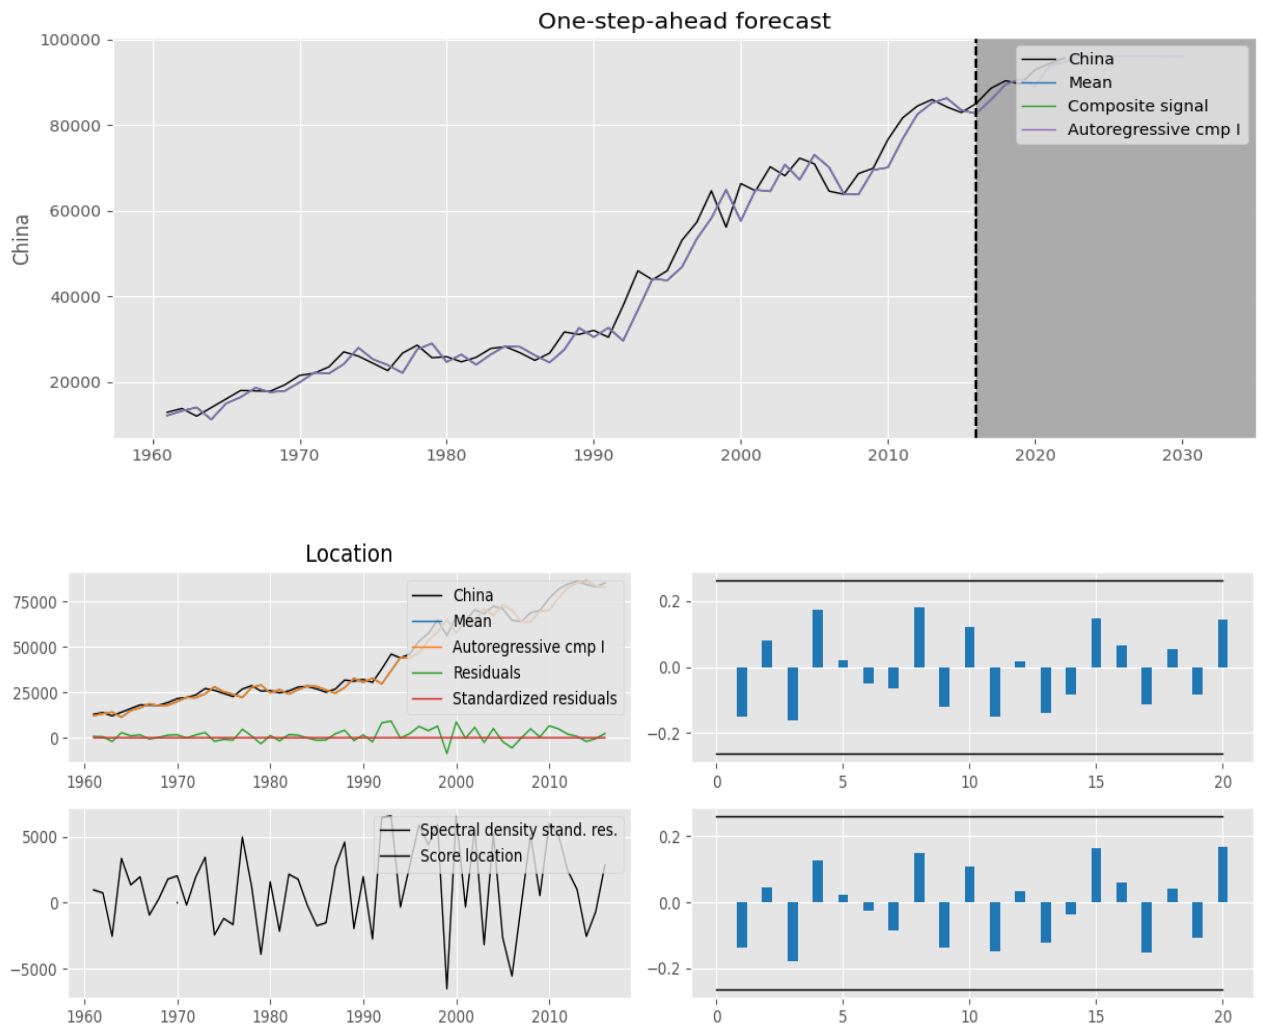 One-step-ahead forecast
100000
80000
60000
40000
20000
China
China
Mean
Composite signal
Autoregressive cmp I
1960 1970 1980 1990 2000 2010 2020 2030
Location
75000
50000
25000
0
China
Mean
Autoregressive cmp I
Residuals
Standardized residuals
1960 1970 1980 1990 2000 2010
0.2
0.0
−0.2
0 5 10 15 20
5000
0
−5000
Spectral density stand. res.
Score location
1960 1970 1980 1990 2000 2010
0.2
0.0
−0.2
0 5 10 15 20